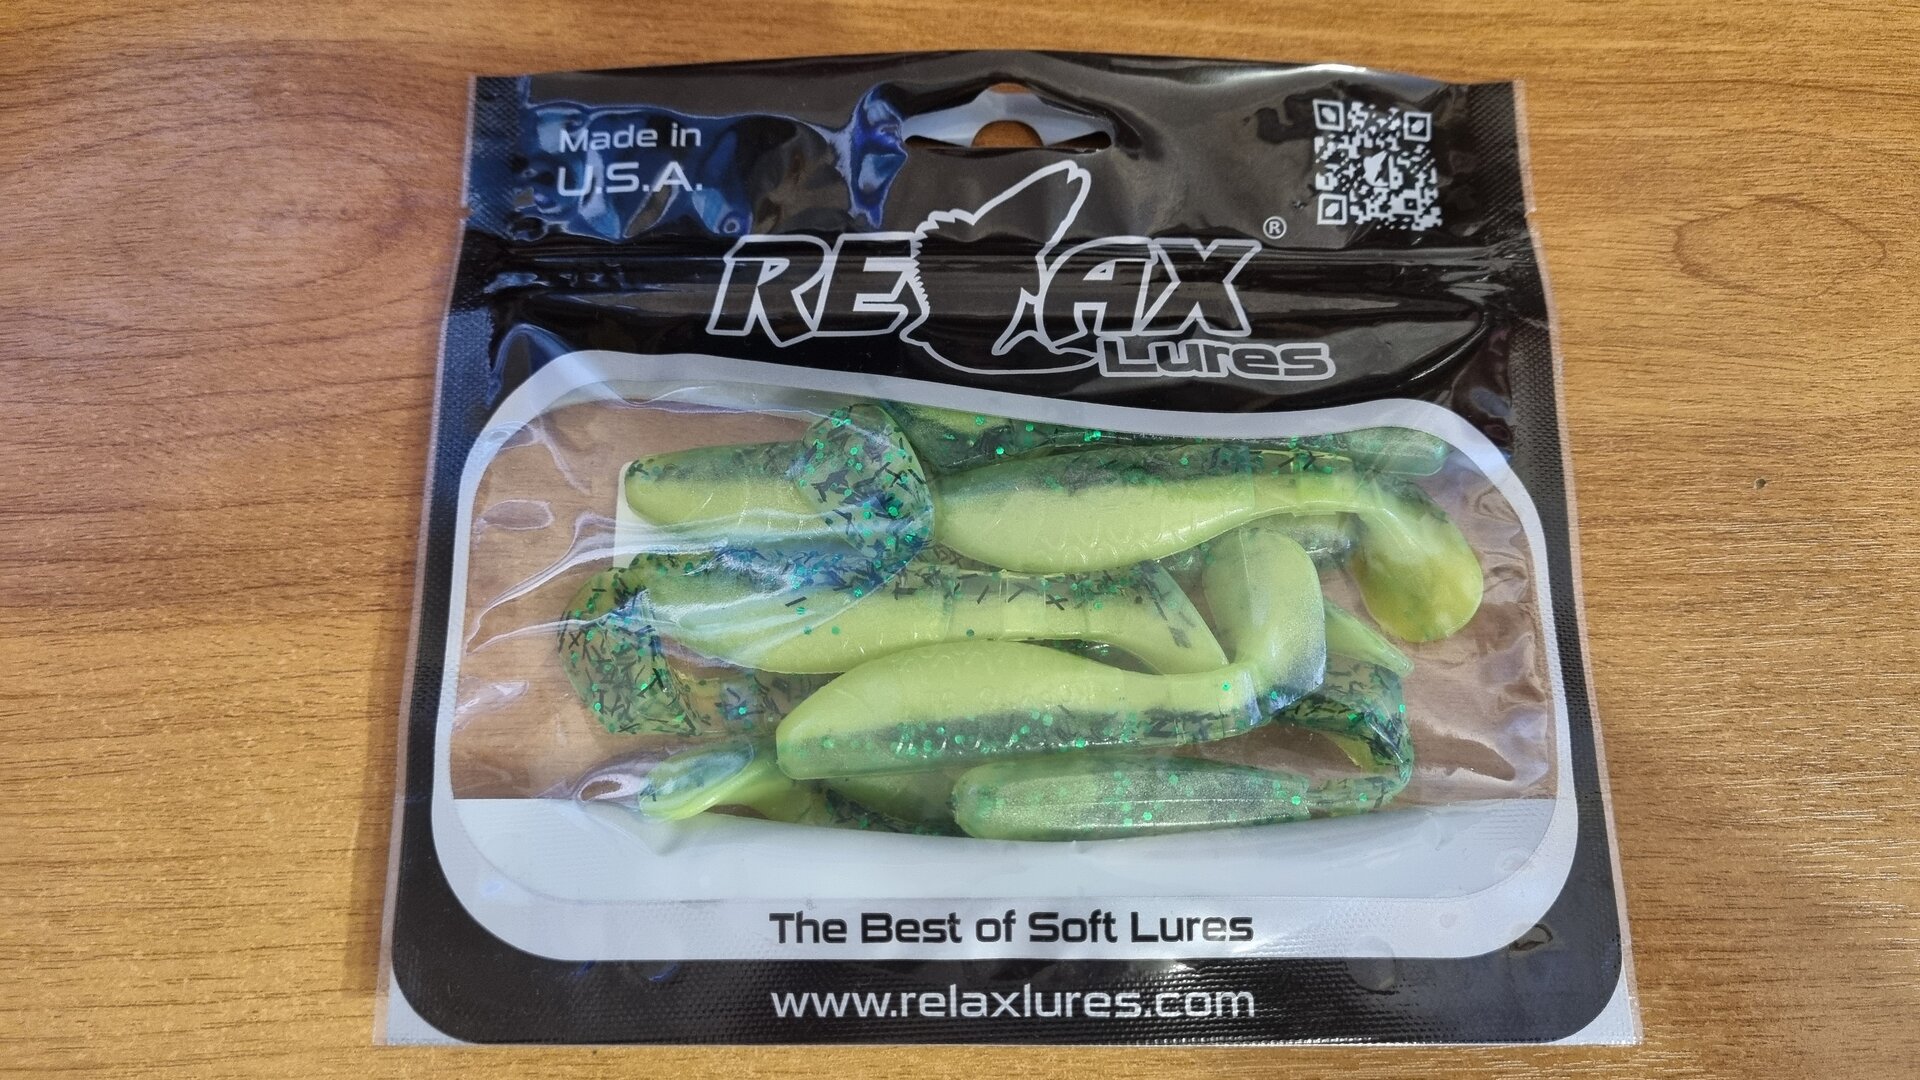 Made in
U.S.A.
RELAX ®
Lures
The Best of Soft Lures
www.relaxlures.com